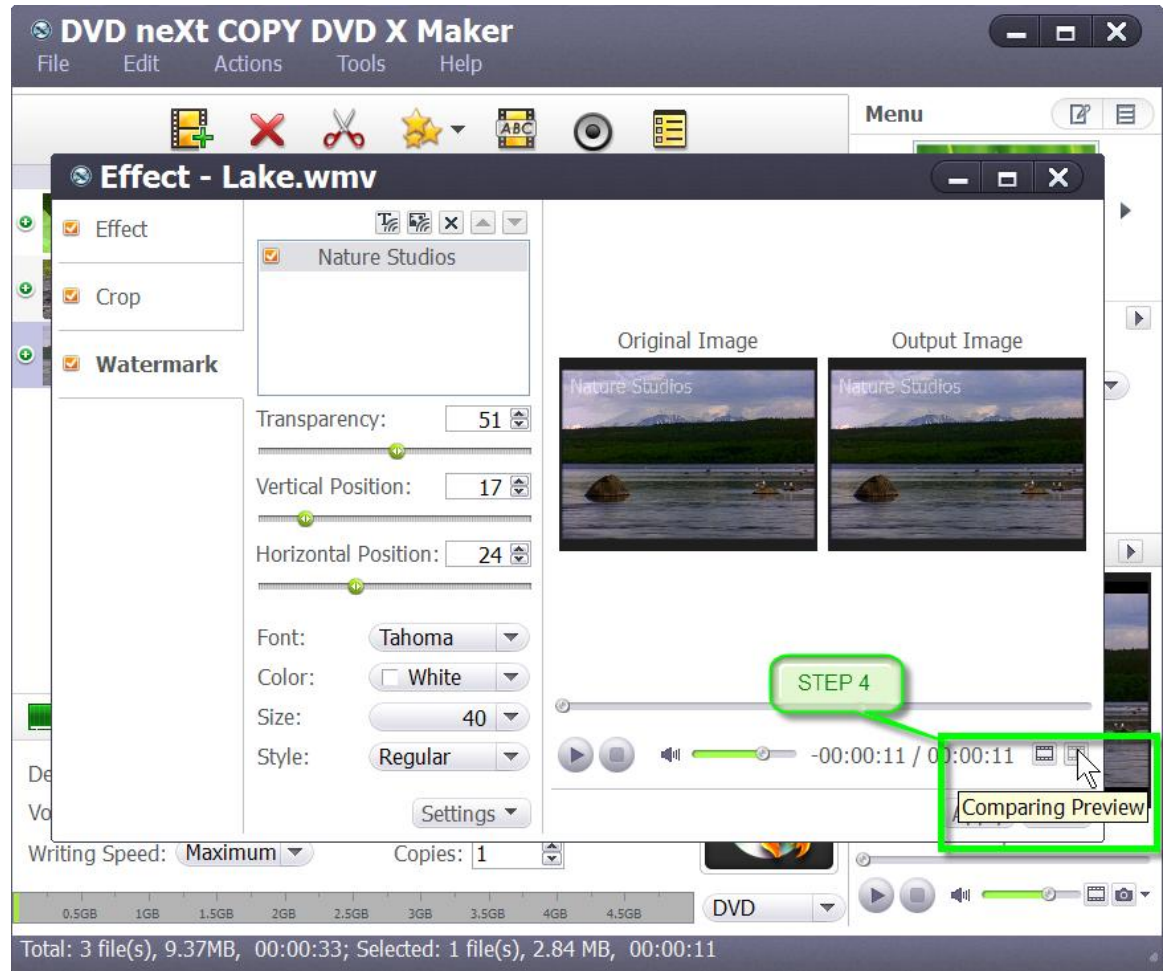 DVD neXt COPY DVD X Maker
File Edit Actions Tools Help
ABC
Menu
Effect - Lake.wmv
Effect
Crop
Watermark
Nature Studios
Transparency: 51
Vertical Position: 17
Horizontal Position: 24
Font: Tahoma
Color: White
Size: 40
Style: Regular
Settings
Original Image Output Image
Nature Studios Nature Studios
STEP 4
-00:00:11 / 00:00:11
Comparing Preview
De
Vo
Writing Speed: Maximum Copies: 1
0.5GB 1GB 1.5GB 2GB 2.5GB 3GB 3.5GB 4GB 4.5GB DVD
Total: 3 file(s), 9.37MB, 00:00:33; Selected: 1 file(s), 2.84 MB, 00:00:11